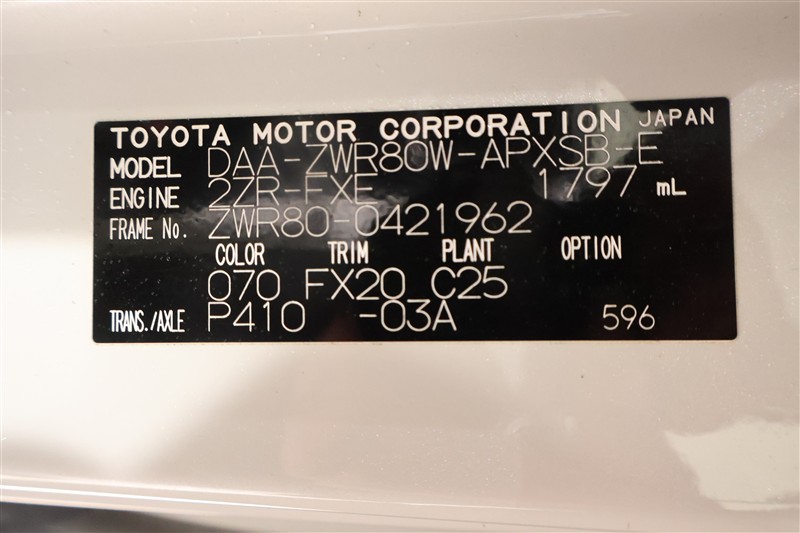 TOYOTA MOTOR CORPORATION JAPAN
MODEL DAA-ZWR80W-APXSB-E
ENGINE 2ZR-FXE 1797 mL
FRAME No. ZWR80-0421962
COLOR TRIM PLANT OPTION
070 FX20 C25
TRANS./AXLE P410 -03A 596